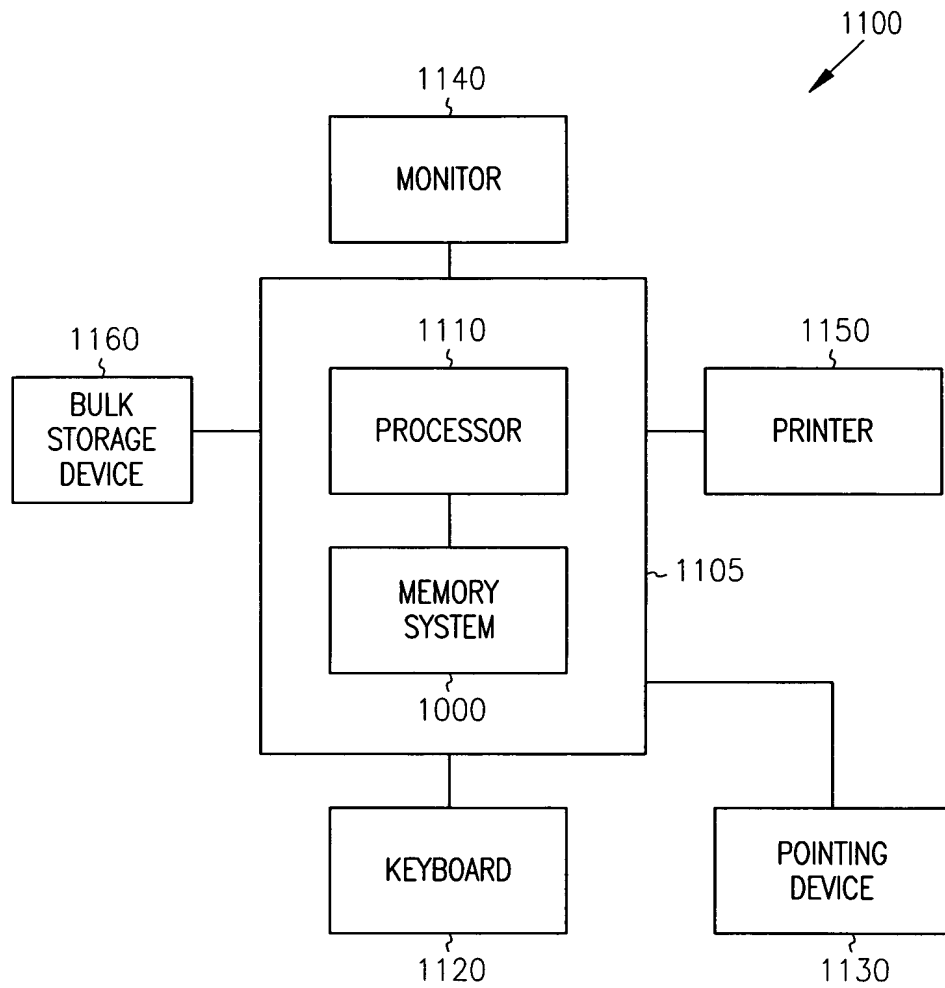 1100
1140
MONITOR
1160
BULK
STORAGE
DEVICE
1110
PROCESSOR
1150
PRINTER
MEMORY
SYSTEM
1105
1000
KEYBOARD
1120
POINTING
DEVICE
1130